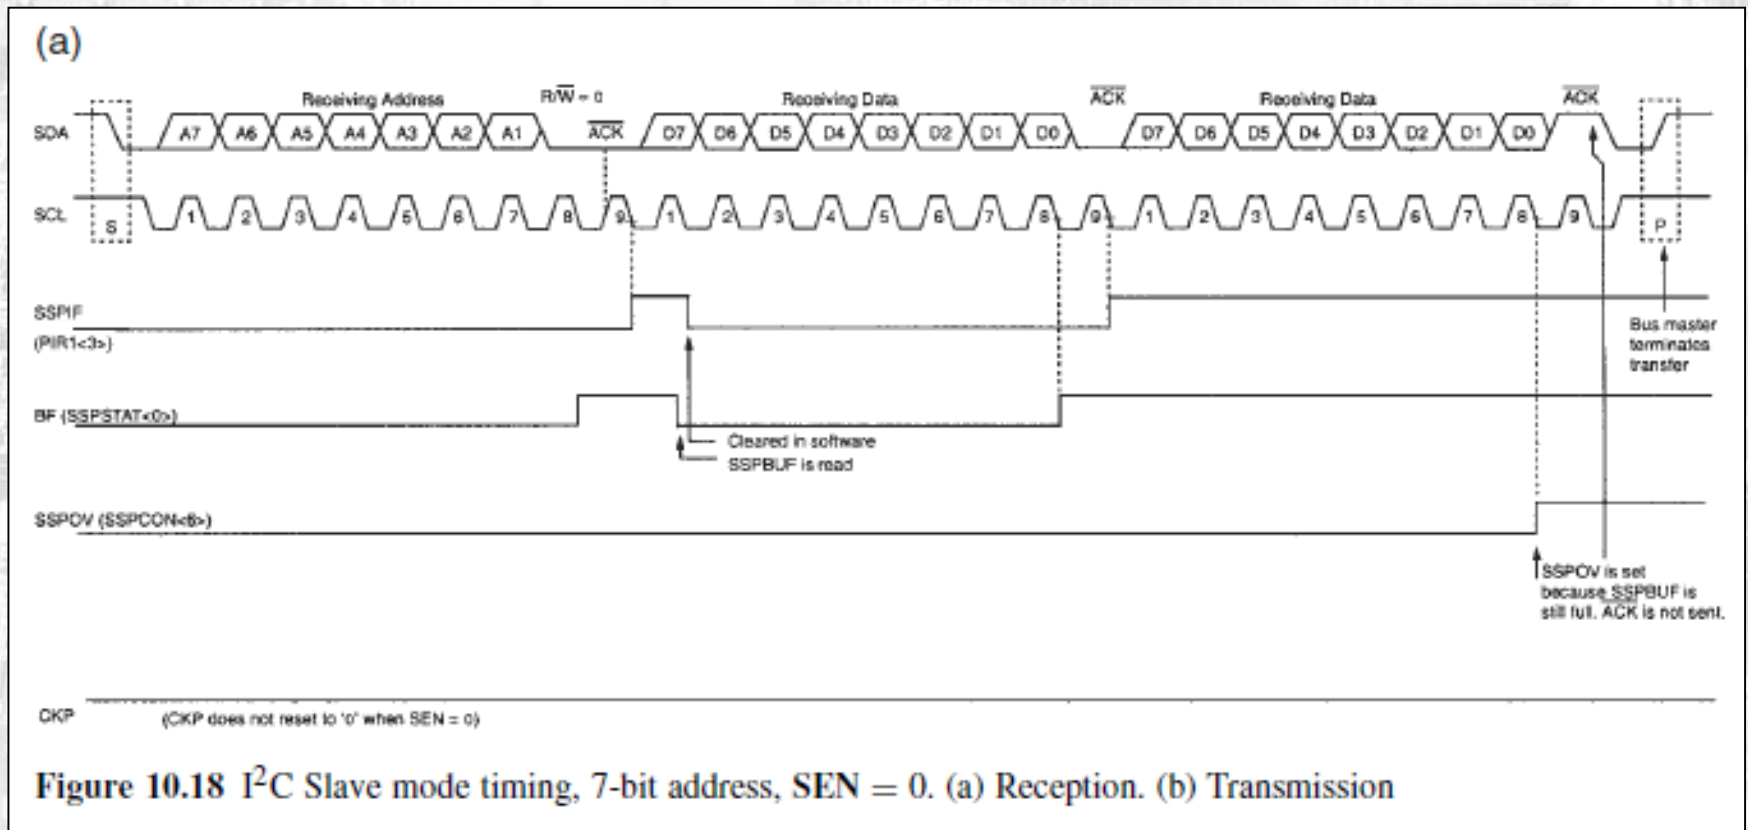 (a)
Receiving Address R/W = 0 Receiving Data ACK Receiving Data ACK
SDA A7 A6 A5 A4 A3 A2 A1 ACK D7 D6 D5 D4 D3 D2 D1 D0 D7 D6 D5 D4 D3 D2 D1 D0
SCL S 1 2 3 4 5 6 7 8 9 1 2 3 4 5 6 7 8 9 1 2 3 4 5 6 7 8 9 P
SSPIF
(PIR1<3>)
Bus master
terminates
transfer
BF (SSPSTAT<0>)
Cleared in software
SSPBUF is read
SSPOV (SSPCON<6>)
SSPOV is set
because SSPBUF is
still full. ACK is not sent.
CKP (CKP does not reset to '0' when SEN = 0)
Figure 10.18 I²C Slave mode timing, 7-bit address, SEN = 0. (a) Reception. (b) Transmission